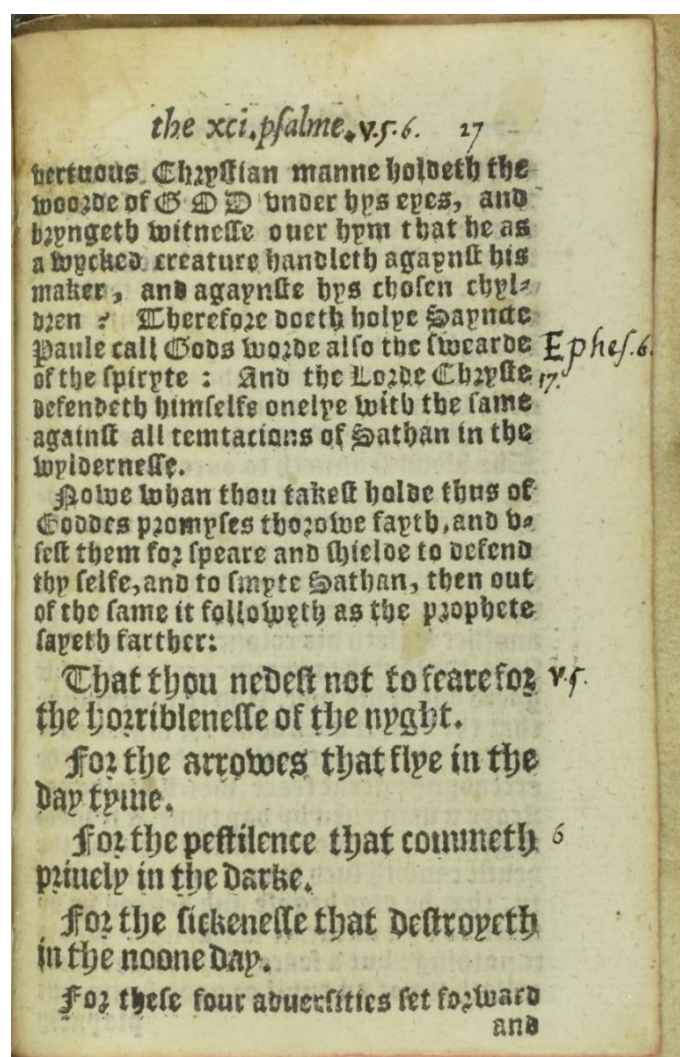 the xci.psalme. v.5.6. 27
vertuous Chrystian manne holdeth the
woorde of GOD vnder hys eyes, and
bryngeth witnesse ouer hym that he as
a wycked creature handleth agaynst his
maker, and agaynste hys chosen chyl-
dren ? Therefore doeth holye Sayncte
Paule call Gods worde also the swearde Ephes. 6.
of the spiryte : And the Lorde Chryste 17.
defendeth himselfe onelye with the same
against all temtacions of Sathan in the
wyldernesse.
Nowe whan thou takest holde thus of
Goddes promyses thorowe fayth, and v-
sest them for speare and shielde to defend
thy selfe, and to smyte Sathan, then out
of the same it followeth as the prophete
sayeth farther:
That thou nedest not to feare for v.5.
the horriblenesse of the nyght.
For the arrowes that flye in the
day tyme.
For the pestilence that commeth 6
priuely in the darke.
For the sickenesse that destroyeth
in the noone day.
For these four aduersities set forward
and